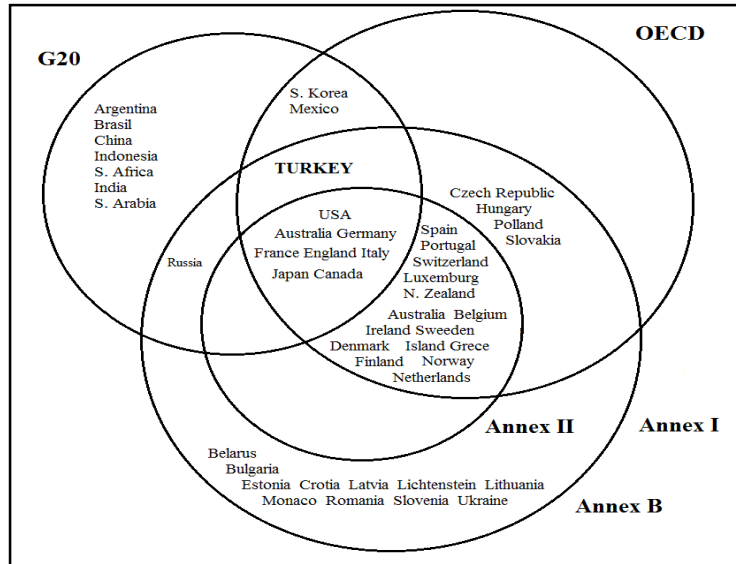 G20
OECD
Argentina
Brasil
China
Indonesia
S. Africa
India
S. Arabia
S. Korea
Mexico
TURKEY
Russia
USA
Australia Germany
France England Italy
Japan Canada
Czech Republic
Hungary
Polland
Slovakia
Spain
Portugal
Switzerland
Luxemburg
N. Zealand
Australia Belgium
Ireland Sweeden
Denmark Island Grece
Finland Norway
Netherlands
Annex II
Annex I
Annex B
Belarus
Bulgaria
Estonia Crotia Latvia Lichtenstein Lithuania
Monaco Romania Slovenia Ukraine